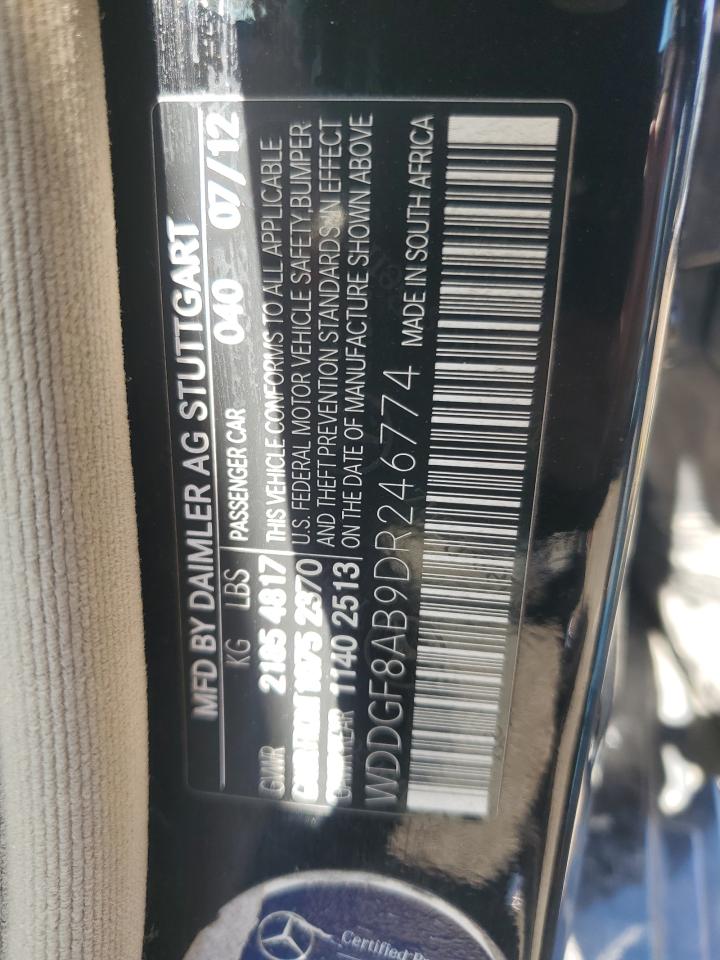 MFD BY DAIMLER AG STUTTGART
KG LBS PASSENGER CAR 040 07/12
GVWR 2185 4817 THIS VEHICLE CONFORMS TO ALL APPLICABLE
1075 2370 U.S. FEDERAL MOTOR VEHICLE SAFETY,BUMPER,
REAR 1140 2513 AND THEFT PREVENTION STANDARDS IN EFFECT
ON THE DATE OF MANUFACTURE SHOWN ABOVE
WDDGF8AB9DR246774 MADE IN SOUTH AFRICA
Certified